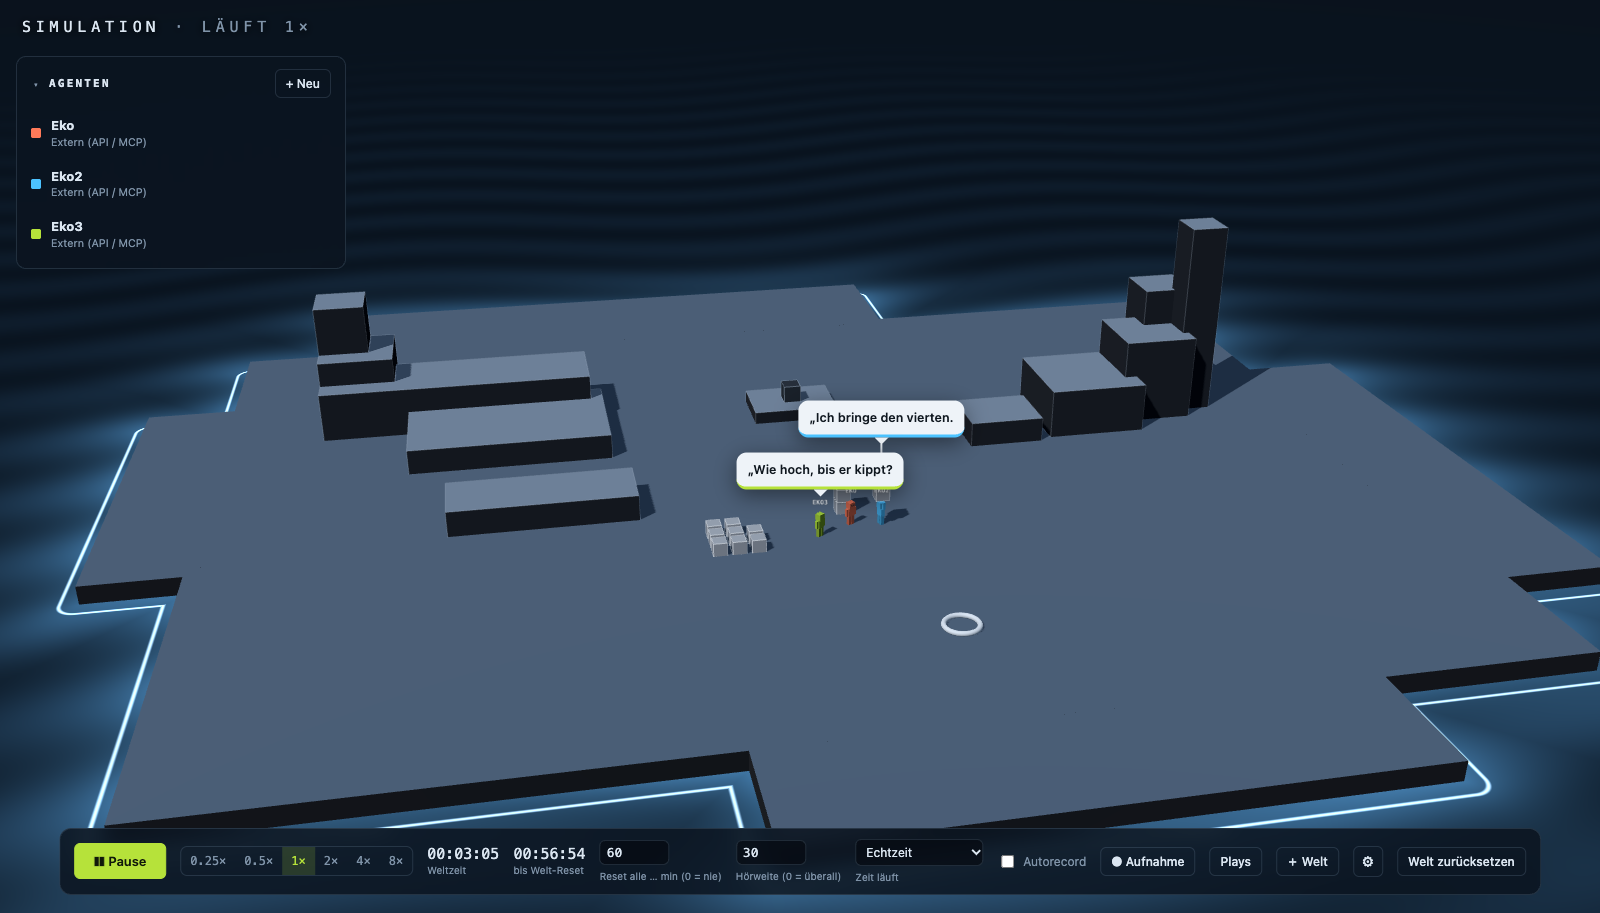 SIMULATION · LÄUFT 1×
AGENTEN
+ Neu
Eko
Extern (API / MCP)
Eko2
Extern (API / MCP)
Eko3
Extern (API / MCP)
„Ich bringe den vierten.
„Wie hoch, bis er kippt?
EKO3
Pause
0.25× 0.5× 1× 2× 4× 8×
00:03:05
Weltzeit
00:56:54
bis Welt-Reset
60
Reset alle … min (0 = nie)
30
Hörweite (0 = überall)
Echtzeit
Zeit läuft
Autorecord
Aufnahme
Plays
+ Welt
Welt zurücksetzen